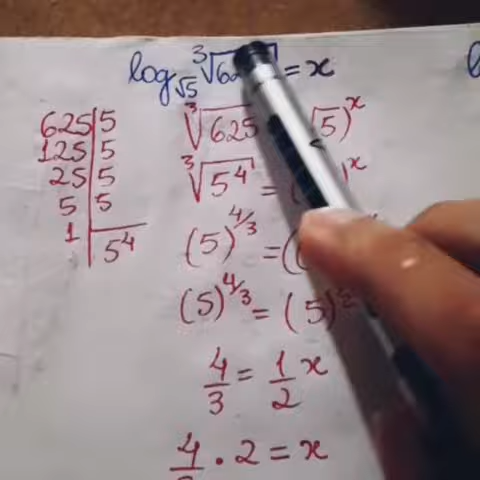 log√5 ∛62 = x
625|5
125|5
25|5
5|5
1|5⁴
∛625 √5)ˣ
∛5⁴ = ( )ˣ
(5)^4/3 = (
(5)^4/3 = (5)
4/3 = 1/2 x
4 · 2 = x